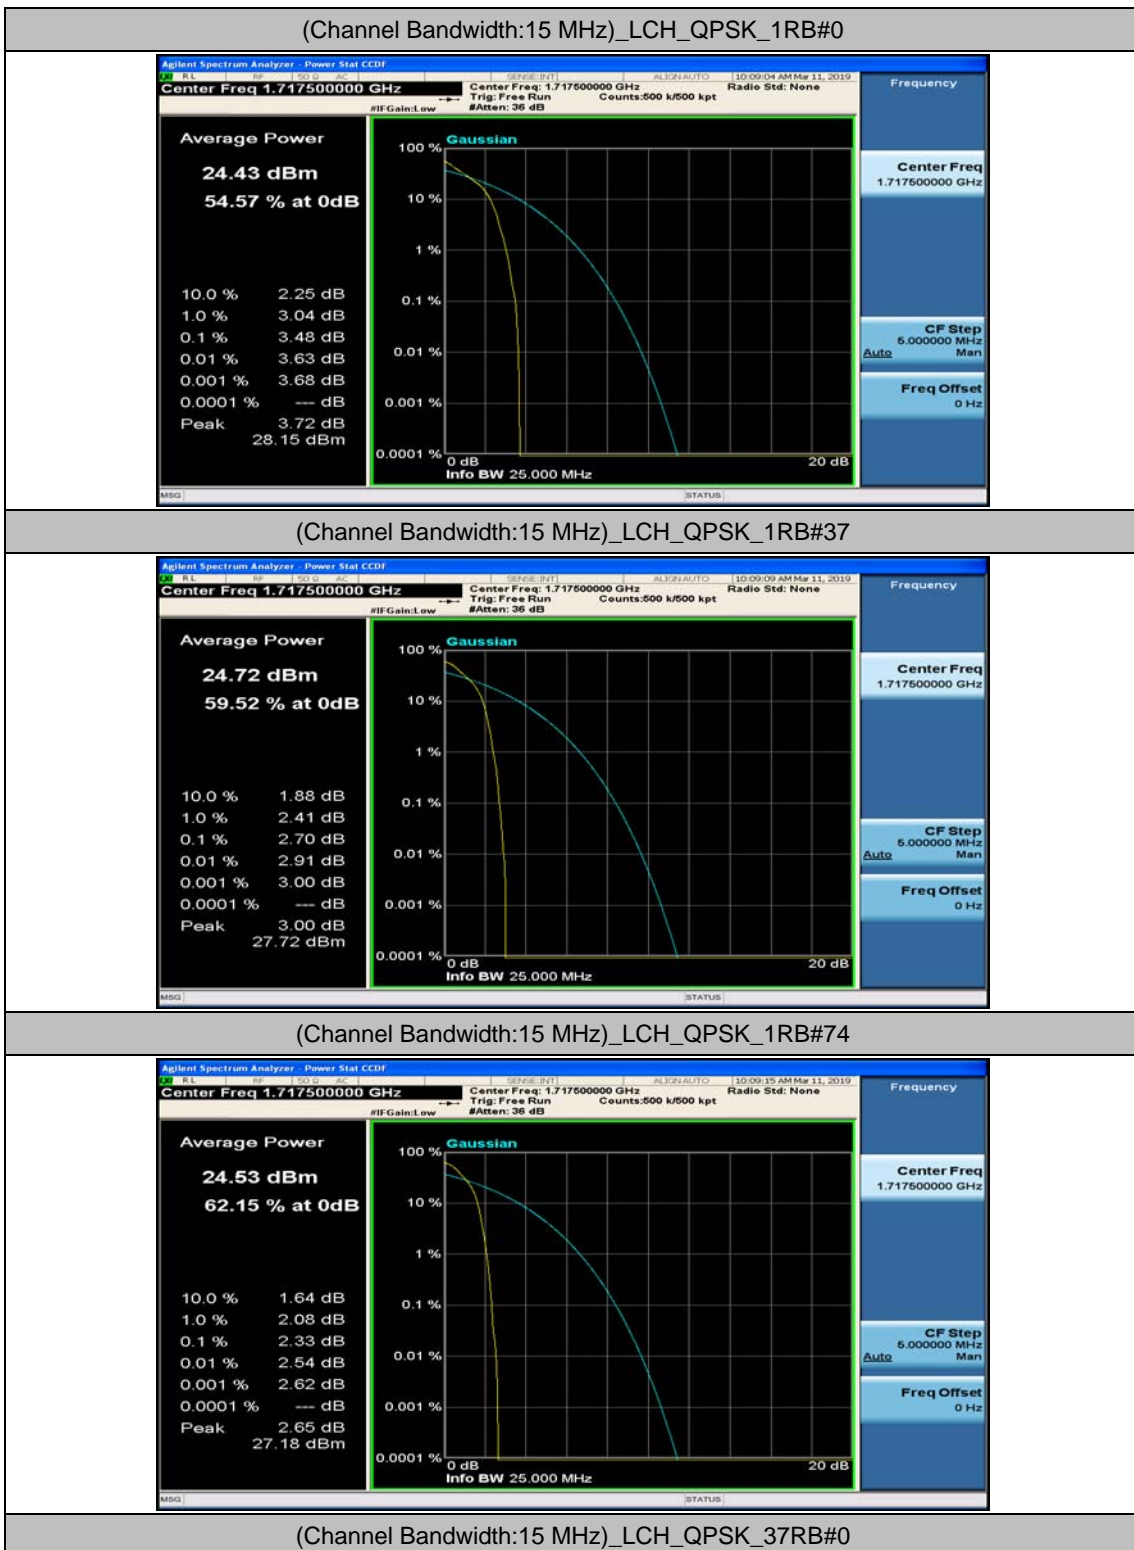 (Channel Bandwidth:15 MHz)_LCH_QPSK_1RB#0
Agilent Spectrum Analyzer - Power Stat CCDF
RL RF 50 Ω AC SENSE:INT ALIGN AUTO 10:09:04 AM Mar 11, 2019
Center Freq 1.717500000 GHz
Center Freq: 1.717500000 GHz Radio Std: None
Trig: Free Run Counts:500 k/500 kpt
#IFGain:Low #Atten: 36 dB
Frequency
Average Power
24.43 dBm
54.57 % at 0dB
10.0 % 2.25 dB
1.0 % 3.04 dB
0.1 % 3.48 dB
0.01 % 3.63 dB
0.001 % 3.68 dB
0.0001 % --- dB
Peak 3.72 dB
28.15 dBm
Gaussian
100 %
10 %
1 %
0.1 %
0.01 %
0.001 %
0.0001 %
0 dB 20 dB
Info BW 25.000 MHz
Center Freq
1.717500000 GHz
CF Step
5.000000 MHz
Auto Man
Freq Offset
0 Hz
MSG STATUS
(Channel Bandwidth:15 MHz)_LCH_QPSK_1RB#37
Agilent Spectrum Analyzer - Power Stat CCDF
RL RF 50 Ω AC SENSE:INT ALIGN AUTO 10:09:09 AM Mar 11, 2019
Center Freq 1.717500000 GHz
Center Freq: 1.717500000 GHz Radio Std: None
Trig: Free Run Counts:500 k/500 kpt
#IFGain:Low #Atten: 36 dB
Frequency
Average Power
24.72 dBm
59.52 % at 0dB
10.0 % 1.88 dB
1.0 % 2.41 dB
0.1 % 2.70 dB
0.01 % 2.91 dB
0.001 % 3.00 dB
0.0001 % --- dB
Peak 3.00 dB
27.72 dBm
Gaussian
100 %
10 %
1 %
0.1 %
0.01 %
0.001 %
0.0001 %
0 dB 20 dB
Info BW 25.000 MHz
Center Freq
1.717500000 GHz
CF Step
5.000000 MHz
Auto Man
Freq Offset
0 Hz
MSG STATUS
(Channel Bandwidth:15 MHz)_LCH_QPSK_1RB#74
Agilent Spectrum Analyzer - Power Stat CCDF
RL RF 50 Ω AC SENSE:INT ALIGN AUTO 10:09:15 AM Mar 11, 2019
Center Freq 1.717500000 GHz
Center Freq: 1.717500000 GHz Radio Std: None
Trig: Free Run Counts:500 k/500 kpt
#IFGain:Low #Atten: 36 dB
Frequency
Average Power
24.53 dBm
62.15 % at 0dB
10.0 % 1.64 dB
1.0 % 2.08 dB
0.1 % 2.33 dB
0.01 % 2.54 dB
0.001 % 2.62 dB
0.0001 % --- dB
Peak 2.65 dB
27.18 dBm
Gaussian
100 %
10 %
1 %
0.1 %
0.01 %
0.001 %
0.0001 %
0 dB 20 dB
Info BW 25.000 MHz
Center Freq
1.717500000 GHz
CF Step
5.000000 MHz
Auto Man
Freq Offset
0 Hz
MSG STATUS
(Channel Bandwidth:15 MHz)_LCH_QPSK_37RB#0